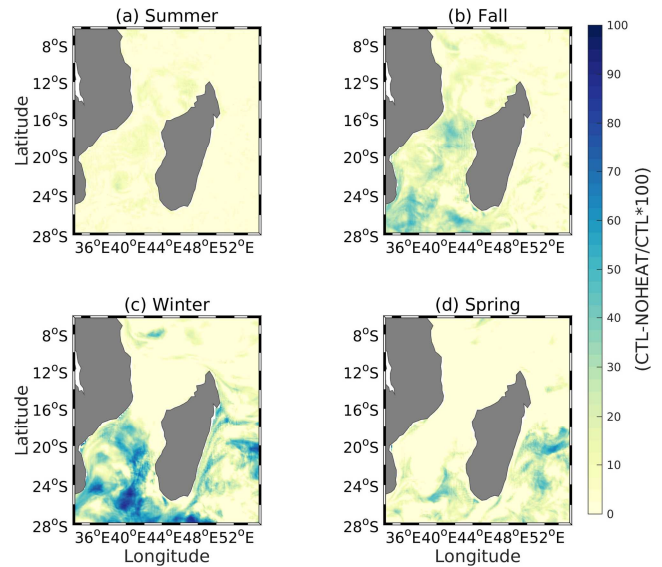 (a) Summer
(b) Fall
8°S
12°S
16°S
20°S
24°S
28°S
Latitude
36°E40°E44°E48°E52°E
8°S
12°S
16°S
20°S
24°S
28°S
36°E40°E44°E48°E52°E
(c) Winter
(d) Spring
8°S
12°S
16°S
20°S
24°S
28°S
Latitude
36°E40°E44°E48°E52°E
Longitude
8°S
12°S
16°S
20°S
24°S
28°S
36°E40°E44°E48°E52°E
Longitude
100
90
80
70
60
50
40
30
20
10
0
(CTL-NOHEAT/CTL*100)